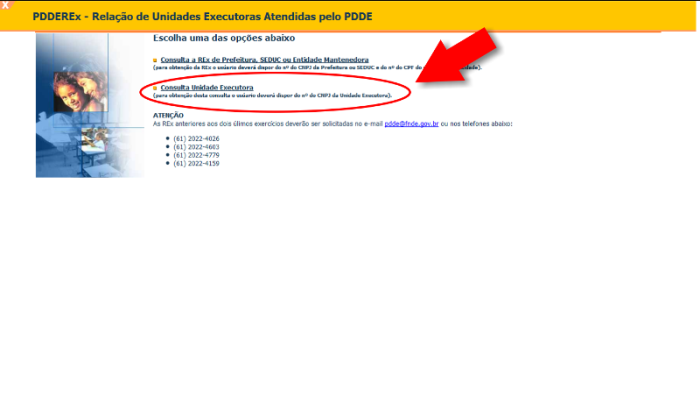 X
PDDEREx - Relação de Unidades Executoras Atendidas pelo PDDE
Escolha uma das opções abaixo
Consulta a REx de Prefeitura, SEDUC ou Entidade Mantenedora
(para obtenção da REx o usúario deverá dispor do nº do CNPJ da Prefeitura ou SEDUC e do nº do CPF do dade).
Consulta Unidade Executora
(para obtenção desta consulta o usúario deverá dispor do nº do CNPJ da Unidade Executora).
ATENÇÃO
As REx anteriores aos dois úlimos exercícios deverão ser solicitadas no e-mail pdde@fnde.gov.br ou nos telefones abaixo:
(61) 2022-4026
(61) 2022-4603
(61) 2022-4779
(61) 2022-4159